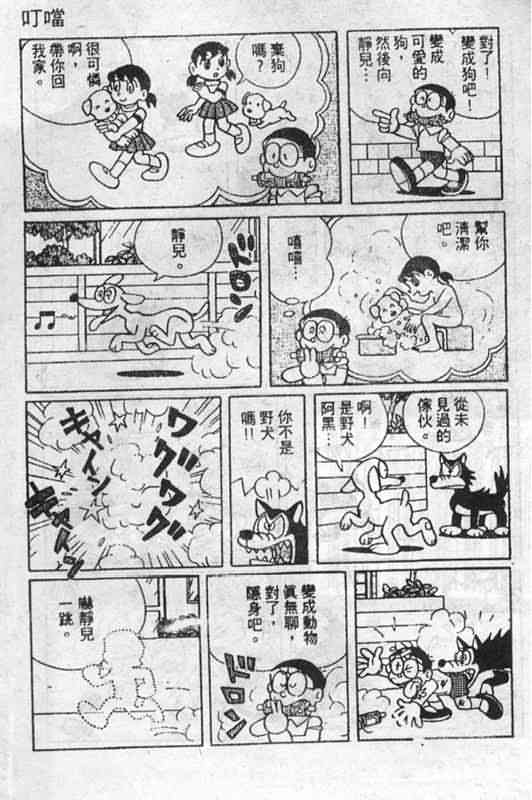 叮噹
對了！
變成狗吧！
變成
可愛的
狗，
然後向
靜兒…
棄狗
嗎？
很可憐
啊，
帶你回
我家。
幫你
清潔
吧。
嘻嘻…
靜兒。
ドロン
從未
見過的
傢伙。
啊！
是野犬
阿黑…
你不是
野犬
嗎!!
ワグワグ
キャイン
キャイン
變成動物
真無聊，
對了，
隱身吧。
ドロン
嚇靜兒
一跳。